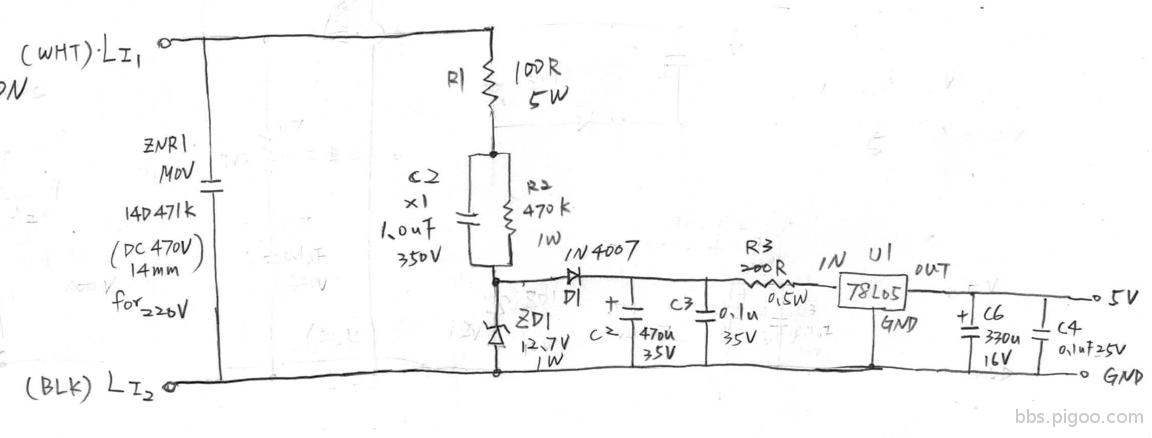 (WHT)·LI1
ON
R1
100R
5W
ZNR1
MOV
14D471K
(DC 470V)
14mm
for 220V
C2
X1
1.0uF
350V
R2
470K
1W
1N4007
D1
ZD1
12.7V
1W
+
C2
470u
35V
C3
0.1u
35V
R3
200R
0.5W
IN
U1
OUT
78L05
GND
+
C6
330u
16V
C4
0.1uF 25V
5V
GND
(BLK) LI2
bbs.pigoo.com